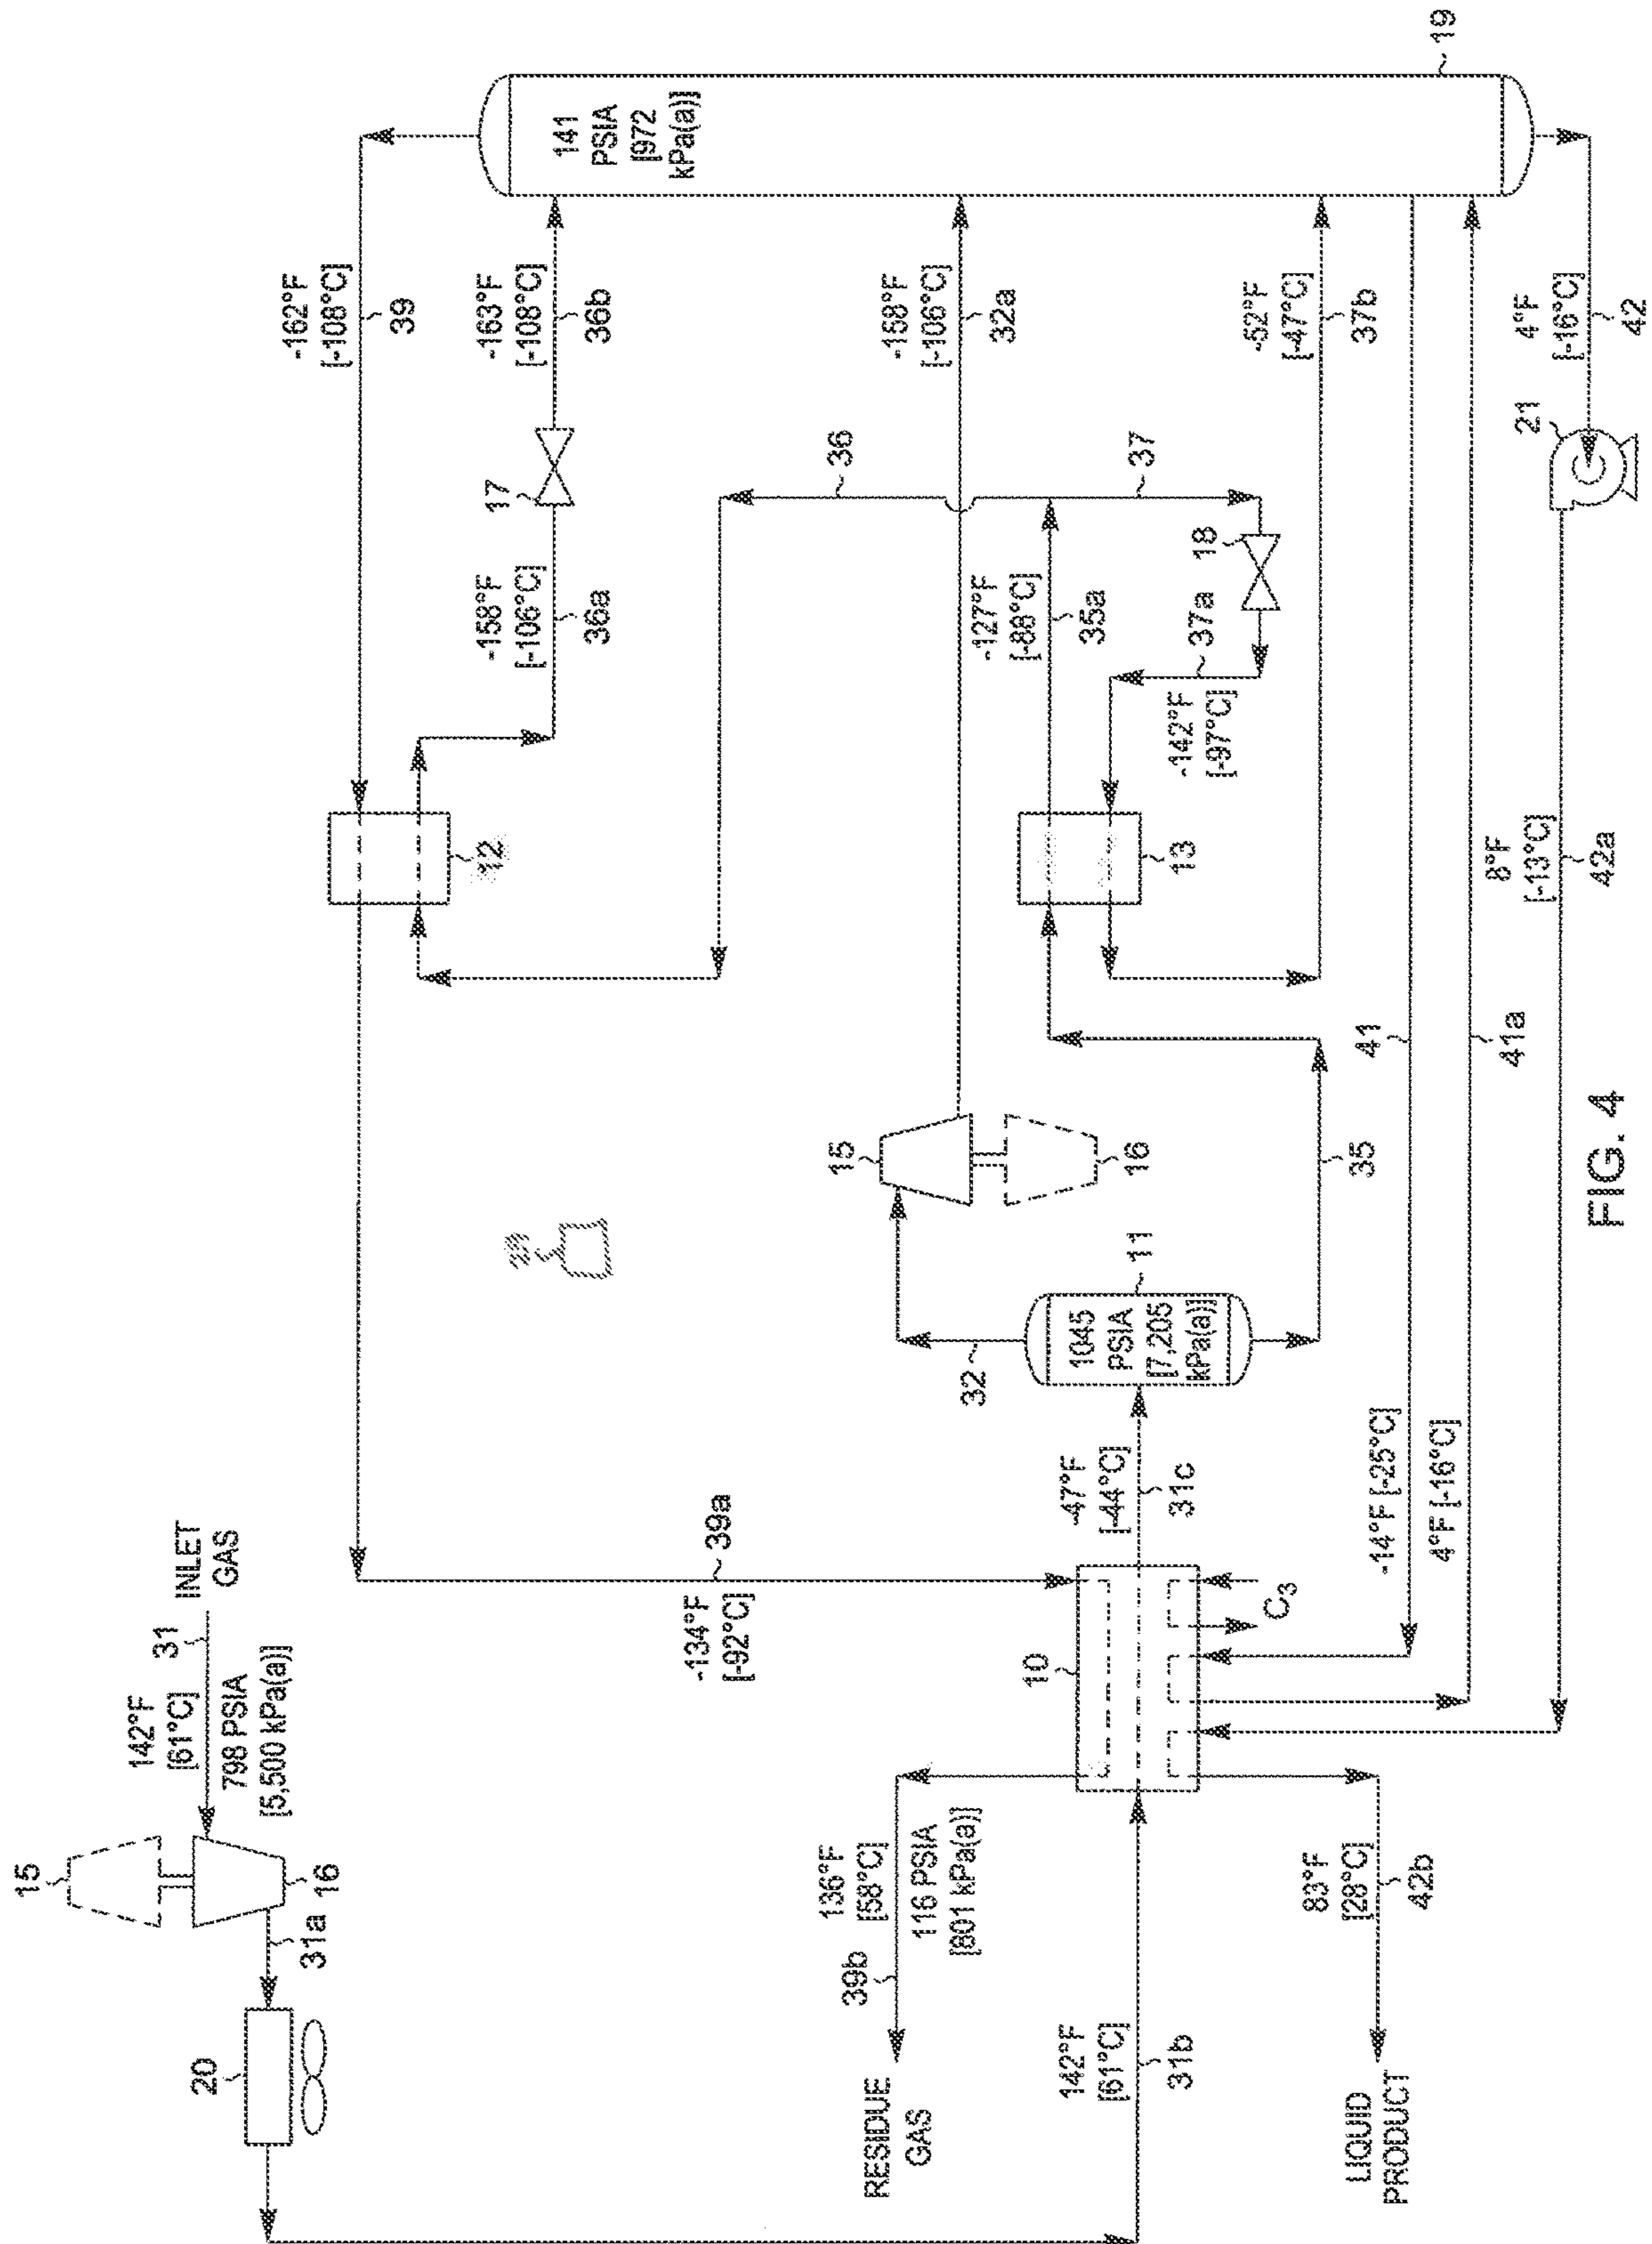 INLET
GAS
31
142°F
[61°C]
798 PSIA
[5,500 kPa(a)]
15
16
31a
20
142°F
[61°C]
31b
RESIDUE
GAS
39b
136°F
[58°C]
116 PSIA
[801 kPa(a)]
LIQUID
PRODUCT
83°F
[28°C]
42b
10
C3
-134°F
[-92°C]
39a
-47°F
[-44°C]
31c
-14°F [-25°C]
4°F [-16°C]
32
1045
PSIA
[7,205
kPa(a)]
11
15
16
35
41
41a
12
13
8°F
[-13°C]
42a
-158°F
[-106°C]
36a
17
-142°F
[-97°C]
37a
18
-127°F
[-88°C]
35a
36
37
-162°F
[-108°C]
39
-163°F
[-108°C]
36b
-158°F
[-106°C]
32a
-52°F
[-47°C]
37b
21
4°F
[-16°C]
42
141
PSIA
[972
kPa(a)]
19
FIG. 4